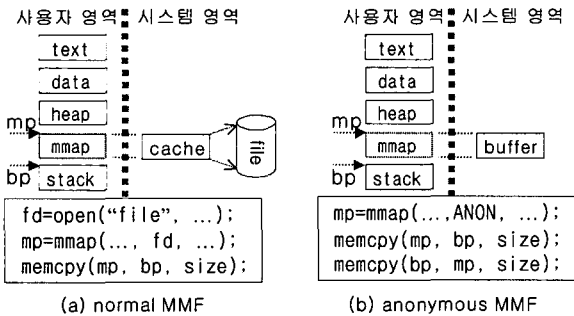 사용자 영역 시스템 영역
text
data
heap
mp
mmap
cache
file
bp
stack
fd=open("file", ...);
mp=mmap(..., fd, ...);
memcpy(mp, bp, size);
(a) normal MMF
사용자 영역 시스템 영역
text
data
heap
mp
mmap
buffer
bp
stack
mp=mmap(...,ANON, ...);
memcpy(mp, bp, size);
memcpy(bp, mp, size);
(b) anonymous MMF